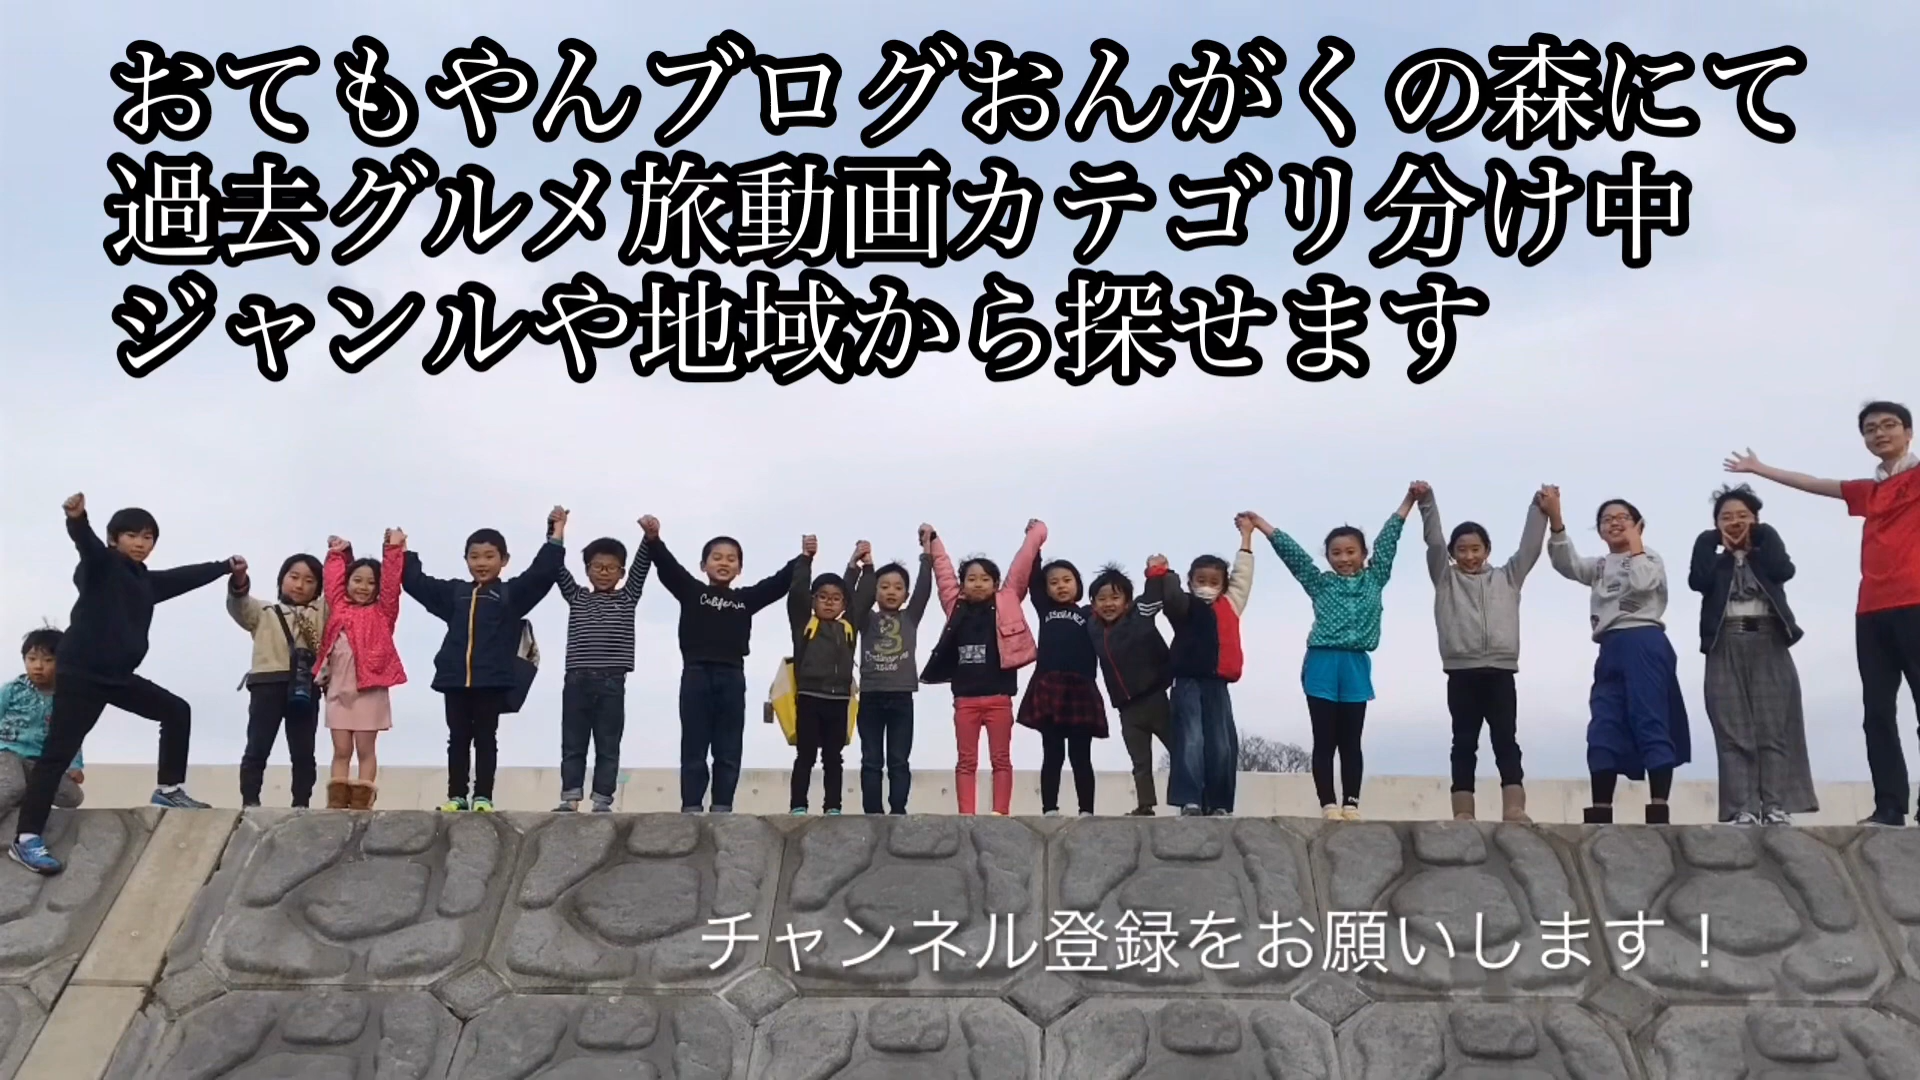 おてもやんブログおんがくの森にて
過去グルメ旅動画カテゴリ分け中
ジャンルや地域から探せます
California
チャンネル登録をお願いします！